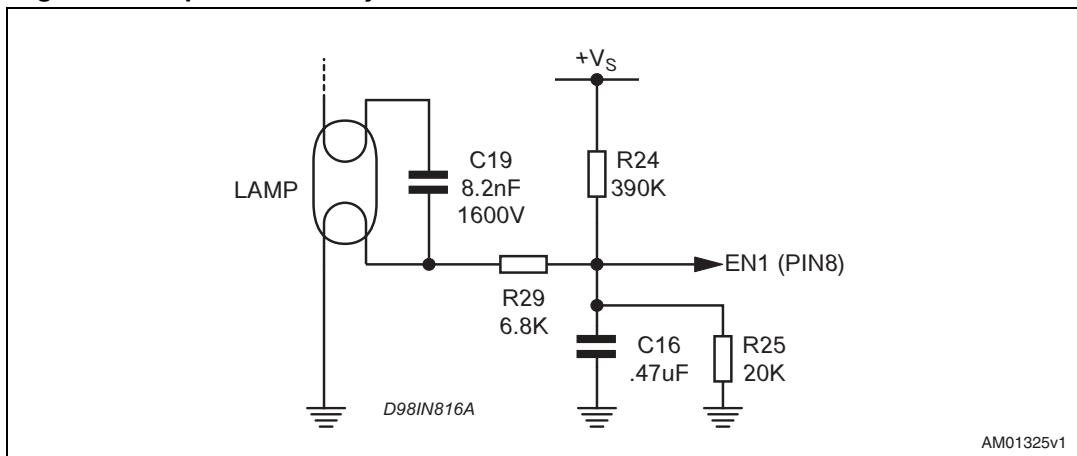 +VS
C19
8.2nF
1600V
R24
390K
LAMP
EN1 (PIN8)
R29
6.8K
C16
.47uF
R25
20K
D98IN816A
AM01325v1